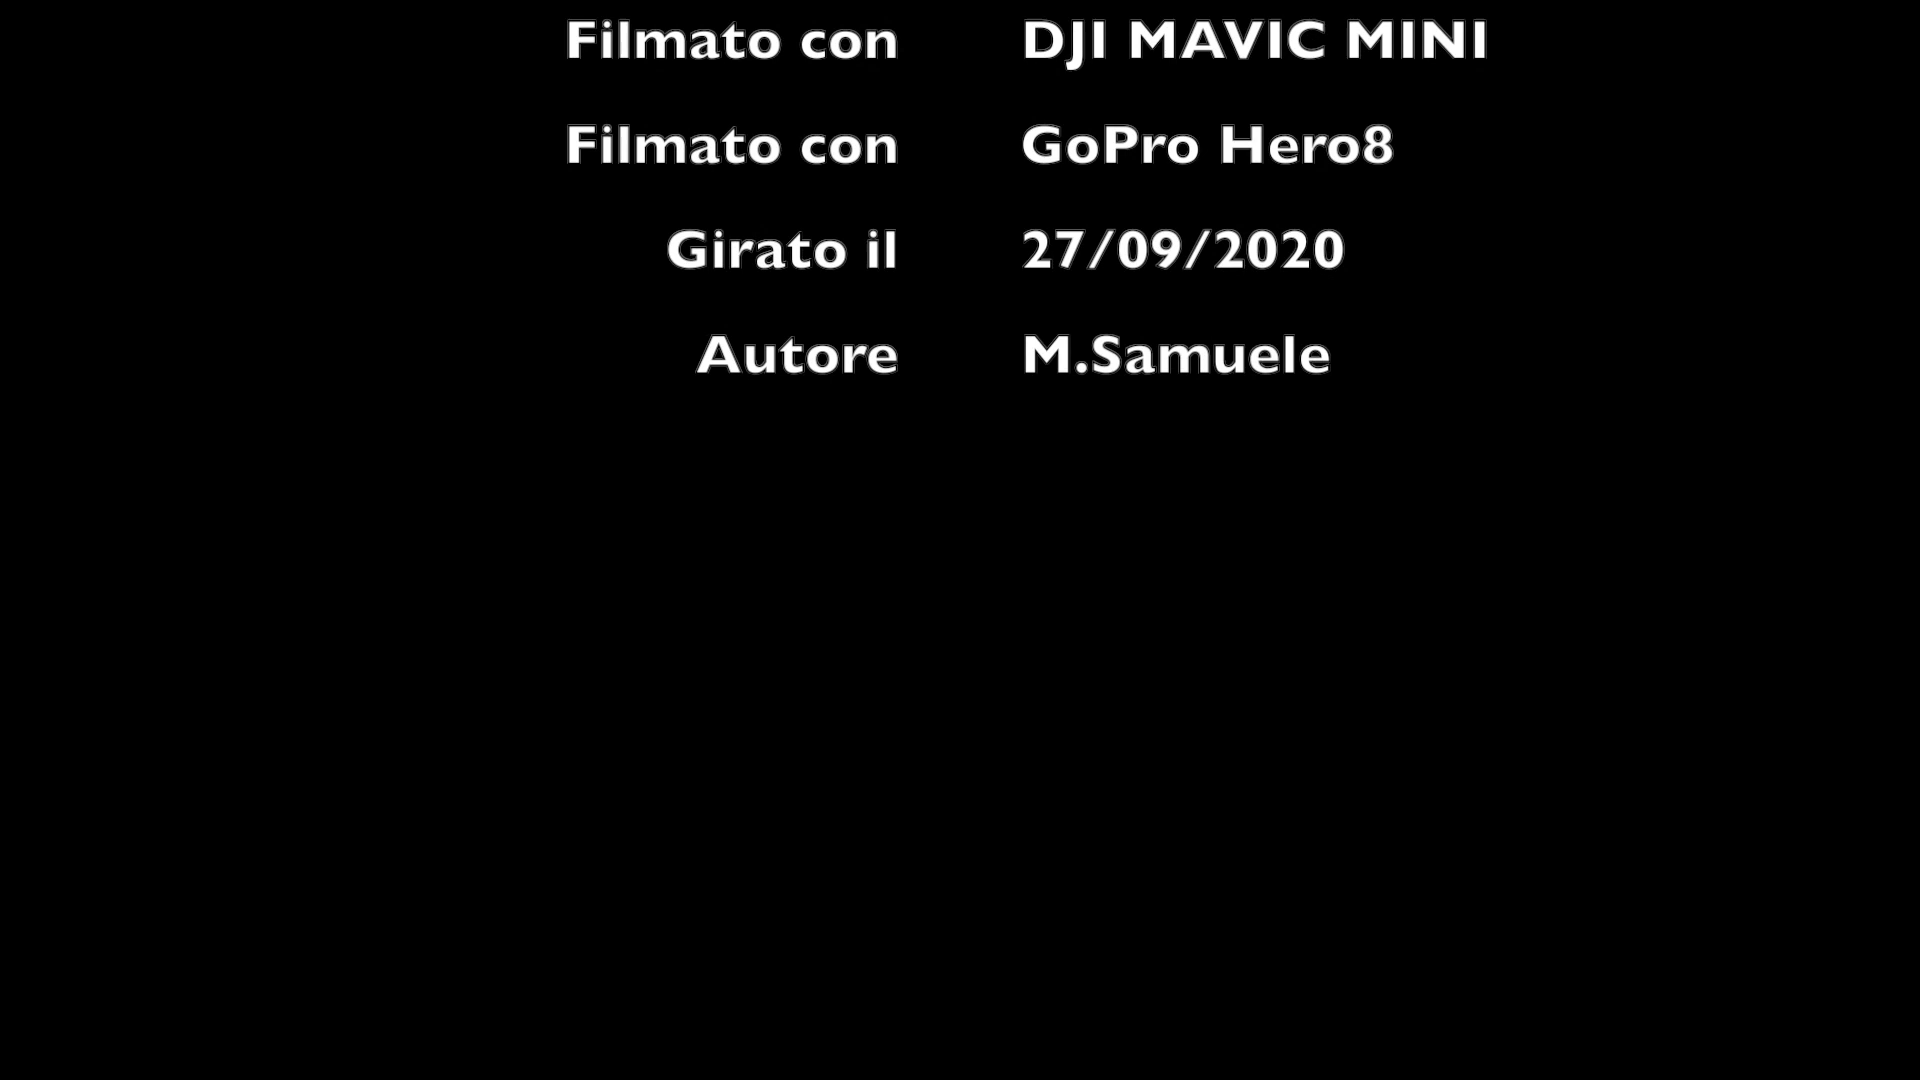 Filmato con DJI MAVIC MINI
Filmato con GoPro Hero8
Girato il 27/09/2020
Autore M.Samuele